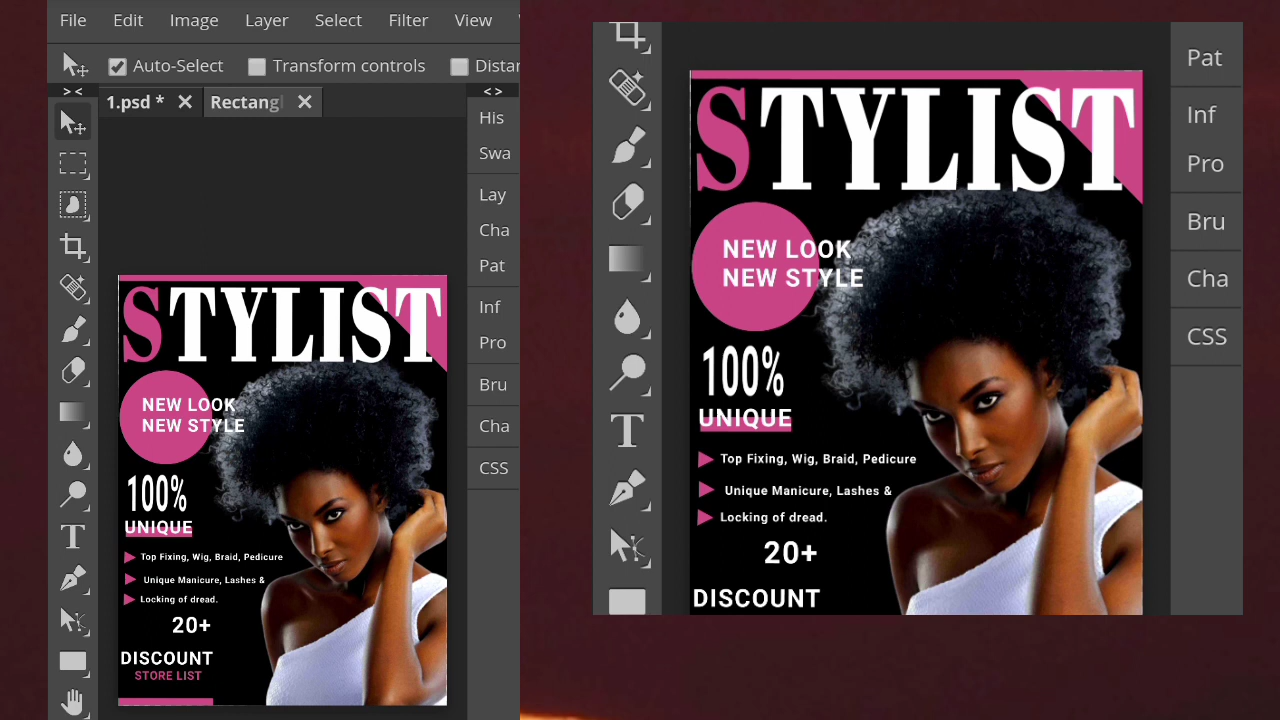 File Edit Image Layer Select Filter View
Auto-Select Transform controls Distan
> < < >
1.psd * Rectangl
His
Swa
Lay
Cha
Pat
Inf
Pro
Bru
Cha
CSS
STYLIST
NEW LOOK
NEW STYLE
100%
UNIQUE
Top Fixing, Wig, Braid, Pedicure
Unique Manicure, Lashes &
Locking of dread.
20+
DISCOUNT
STORE LIST
T
Pat
Inf
Pro
Bru
Cha
CSS
STYLIST
NEW LOOK
NEW STYLE
100%
UNIQUE
Top Fixing, Wig, Braid, Pedicure
Unique Manicure, Lashes &
Locking of dread.
20+
DISCOUNT
T